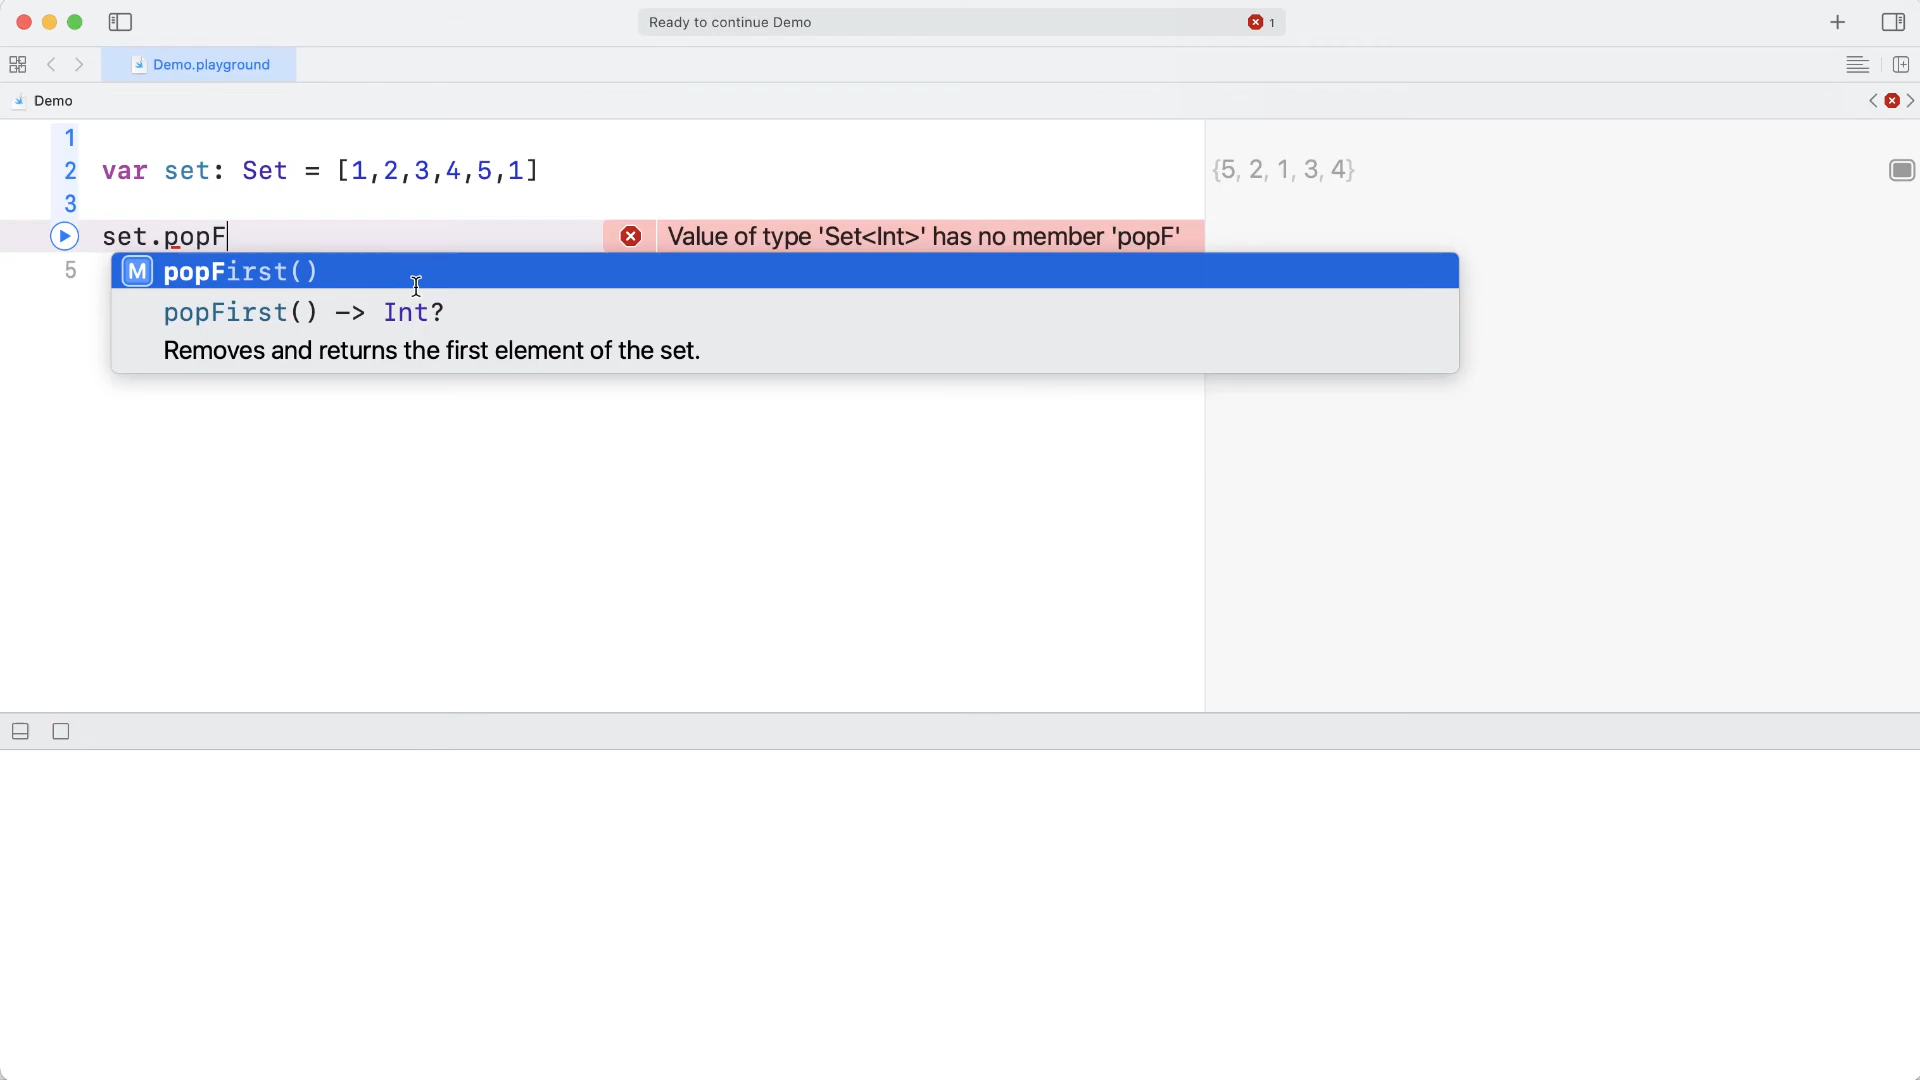 Ready to continue Demo 1
Demo.playground
Demo
1
2 var set: Set = [1,2,3,4,5,1] {5, 2, 1, 3, 4}
3
set.popF Value of type 'Set<Int>' has no member 'popF'
5 M popFirst()
popFirst() -> Int?
Removes and returns the first element of the set.